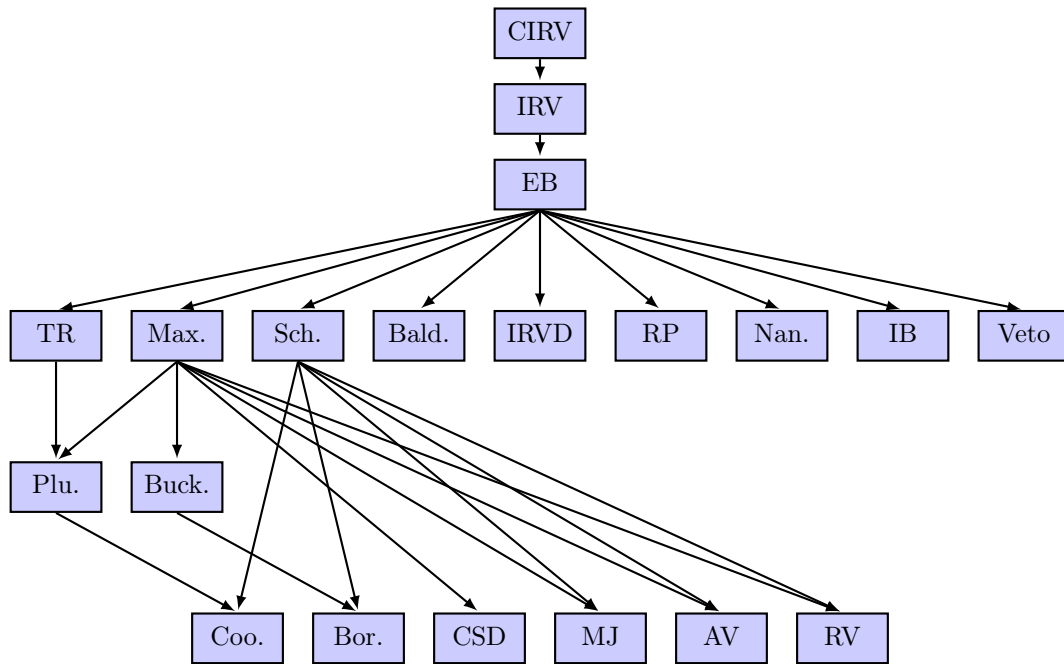 CIRV
IRV
EB
TR Max. Sch. Bald. IRVD RP Nan. IB Veto
Plu. Buck.
Coo. Bor. CSD MJ AV RV